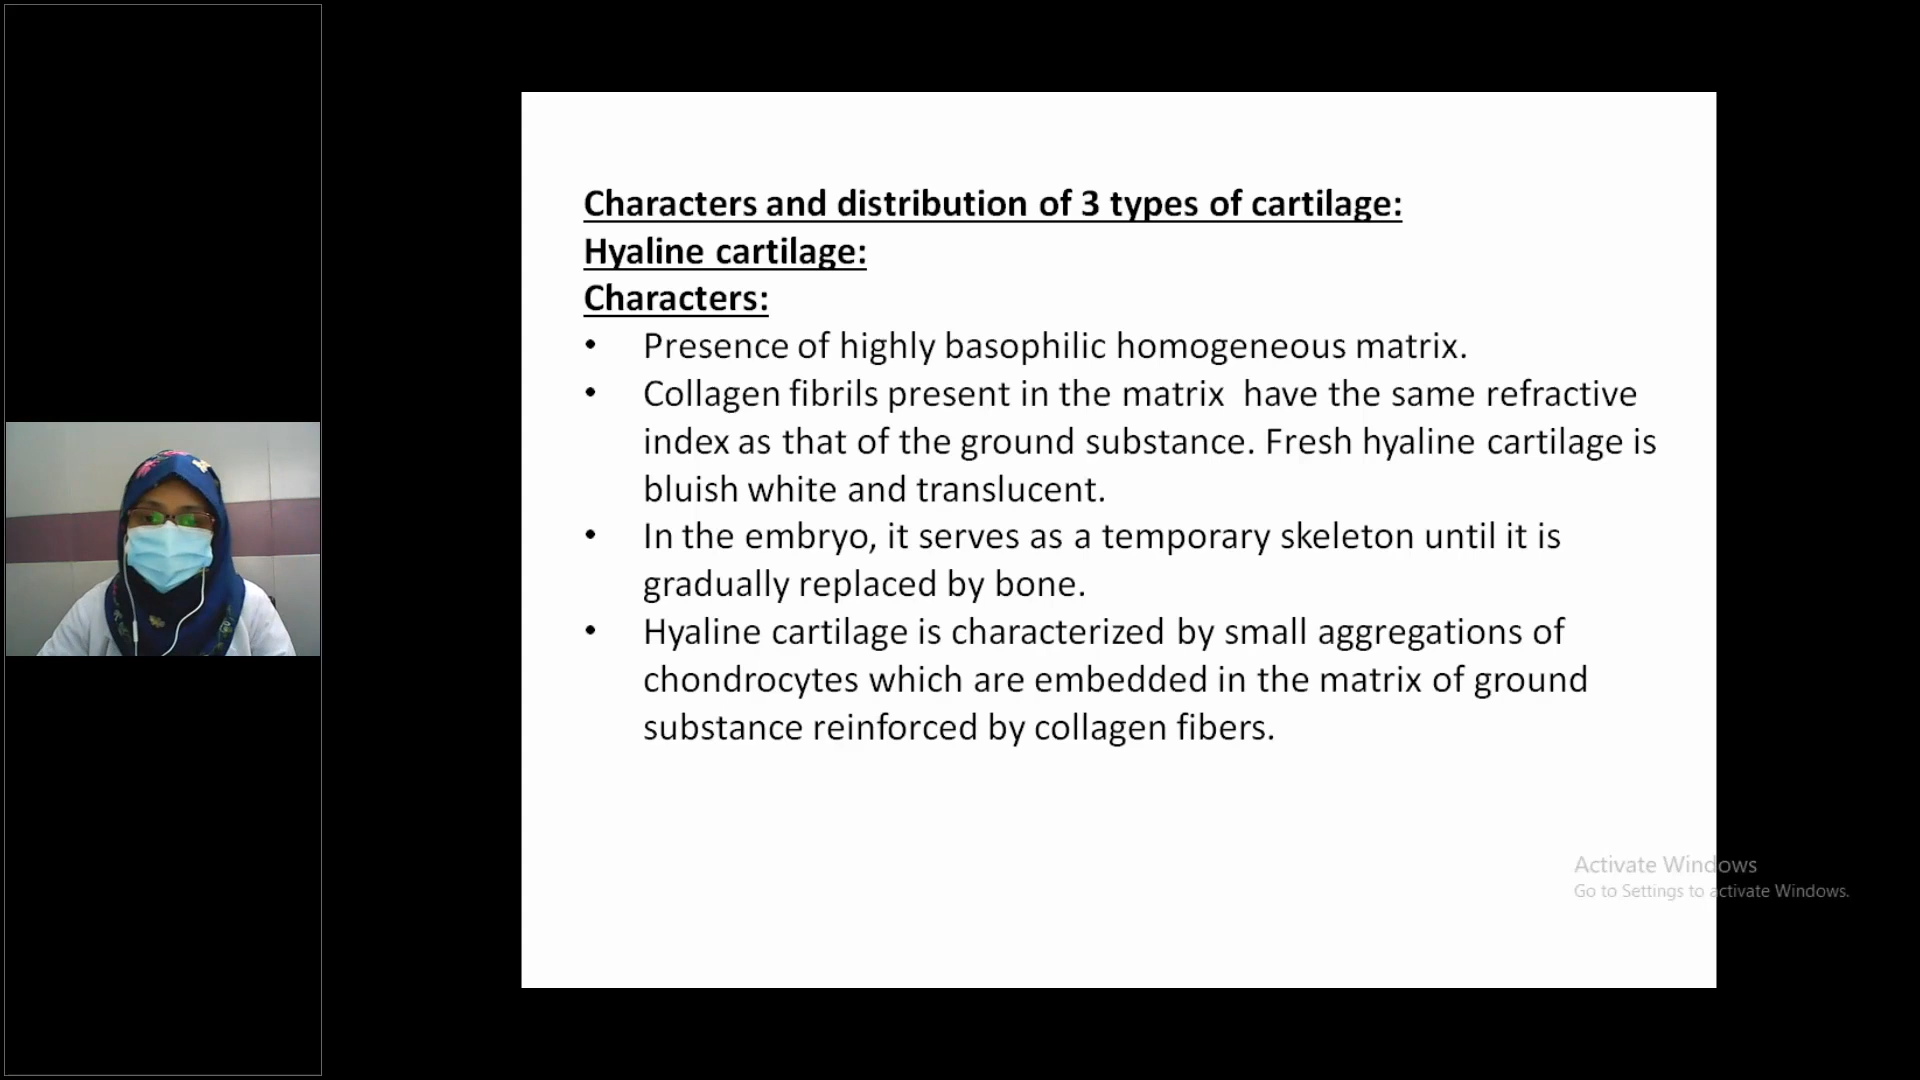 Characters and distribution of 3 types of cartilage:
Hyaline cartilage:
Characters:
• Presence of highly basophilic homogeneous matrix.
• Collagen fibrils present in the matrix  have the same refractive
index as that of the ground substance. Fresh hyaline cartilage is
bluish white and translucent.
• In the embryo, it serves as a temporary skeleton until it is
gradually replaced by bone.
• Hyaline cartilage is characterized by small aggregations of
chondrocytes which are embedded in the matrix of ground
substance reinforced by collagen fibers.
Activate Windows
Go to Settings to activate Windows.